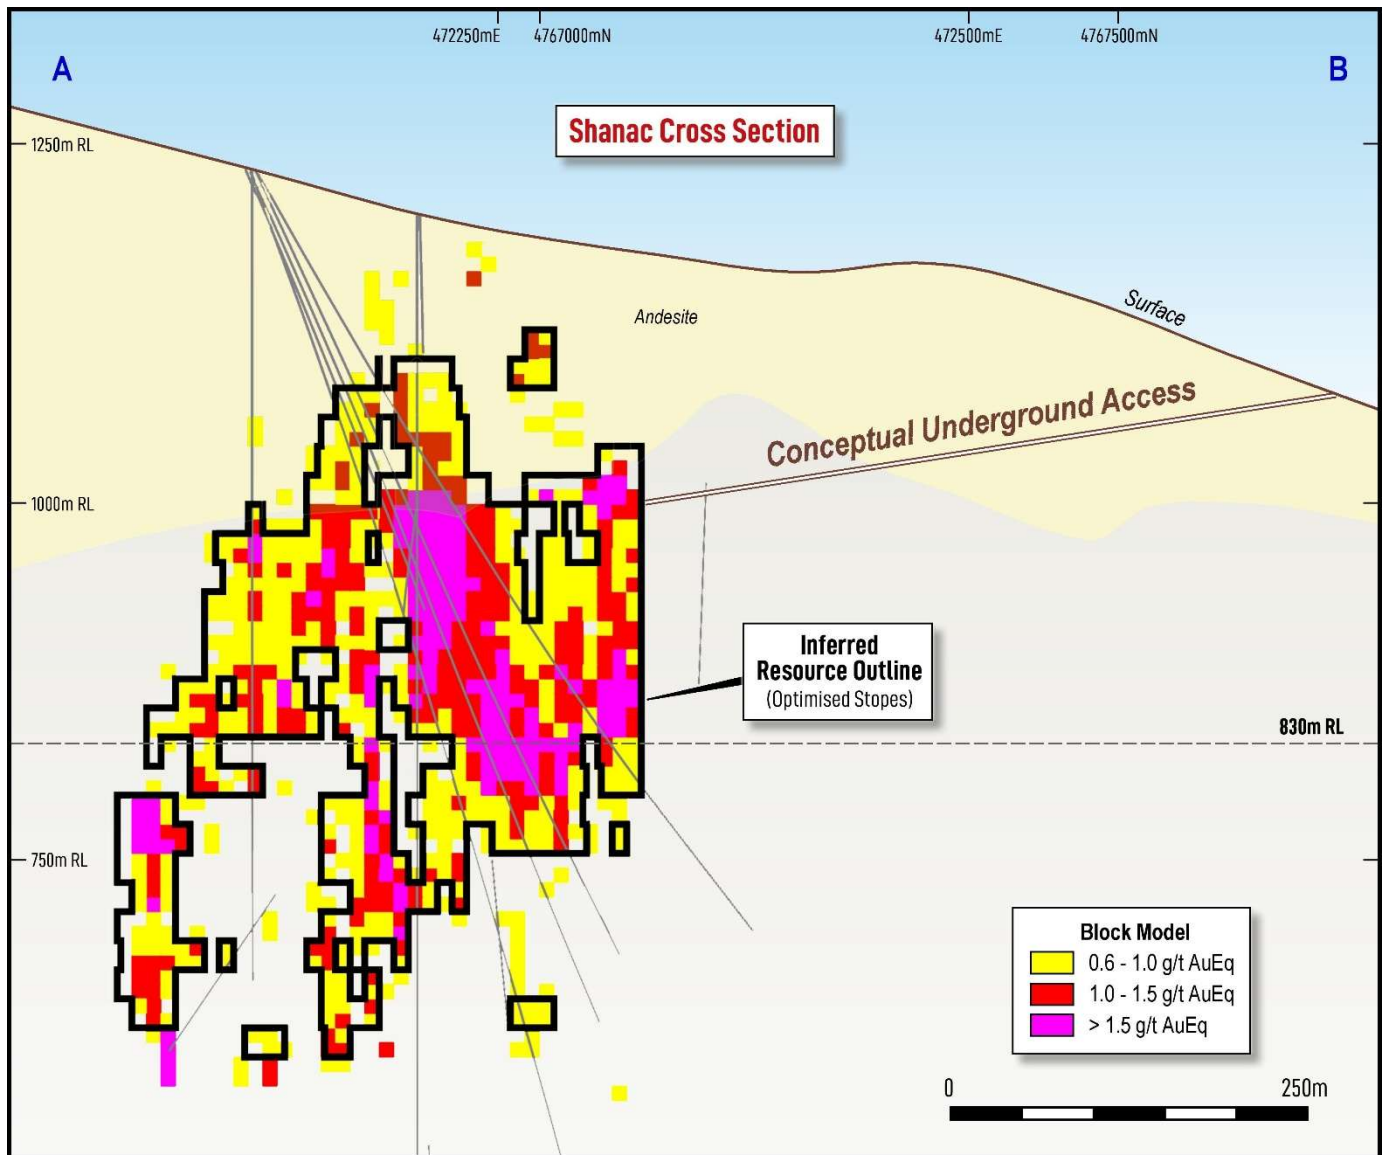 472250mE
4767000mN
472500mE
4767500mN
A
B
Shanac Cross Section
1250m RL
Surface
Andesite
Conceptual Underground Access
1000m RL
Inferred
Resource Outline
(Optimised Stopes)
830m RL
750m RL
Block Model
0.6 - 1.0 g/t AuEq
1.0 - 1.5 g/t AuEq
> 1.5 g/t AuEq
0
250m